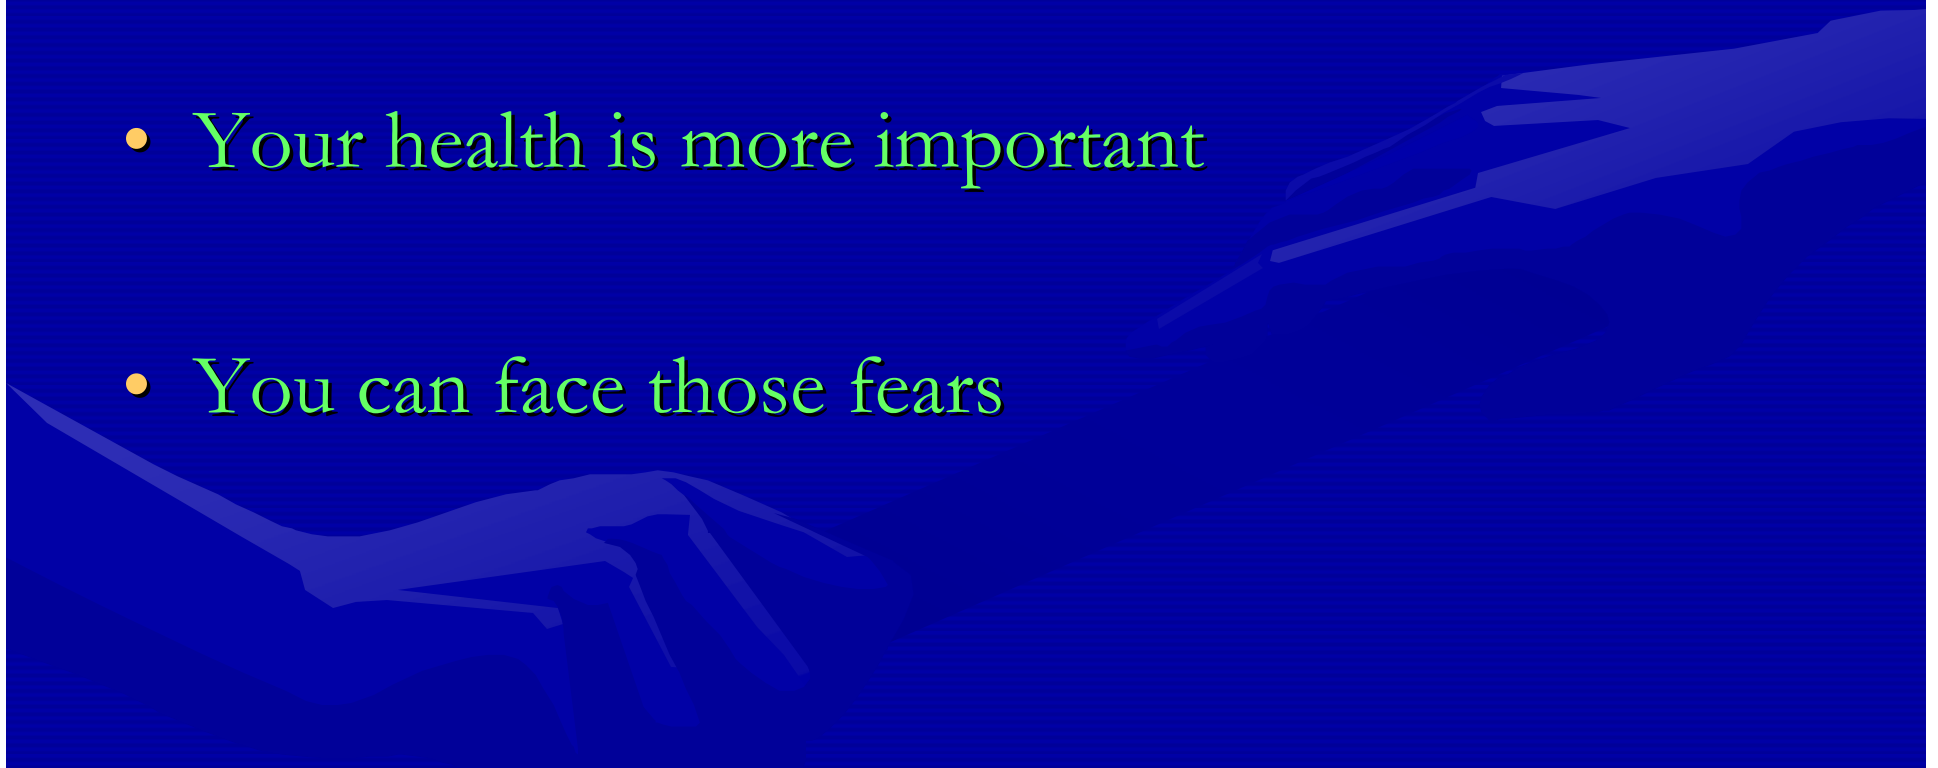 • Your health is more important
• You can face those fears